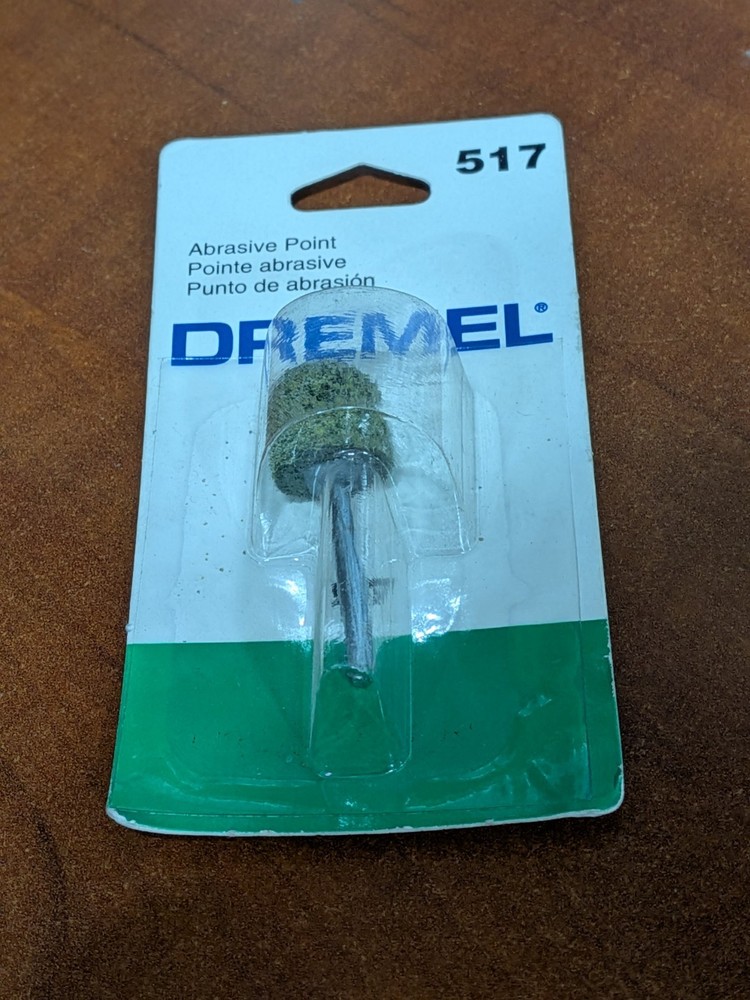 517
Abrasive Point
Pointe abrasive
Punto de abrasión
DREMEL®